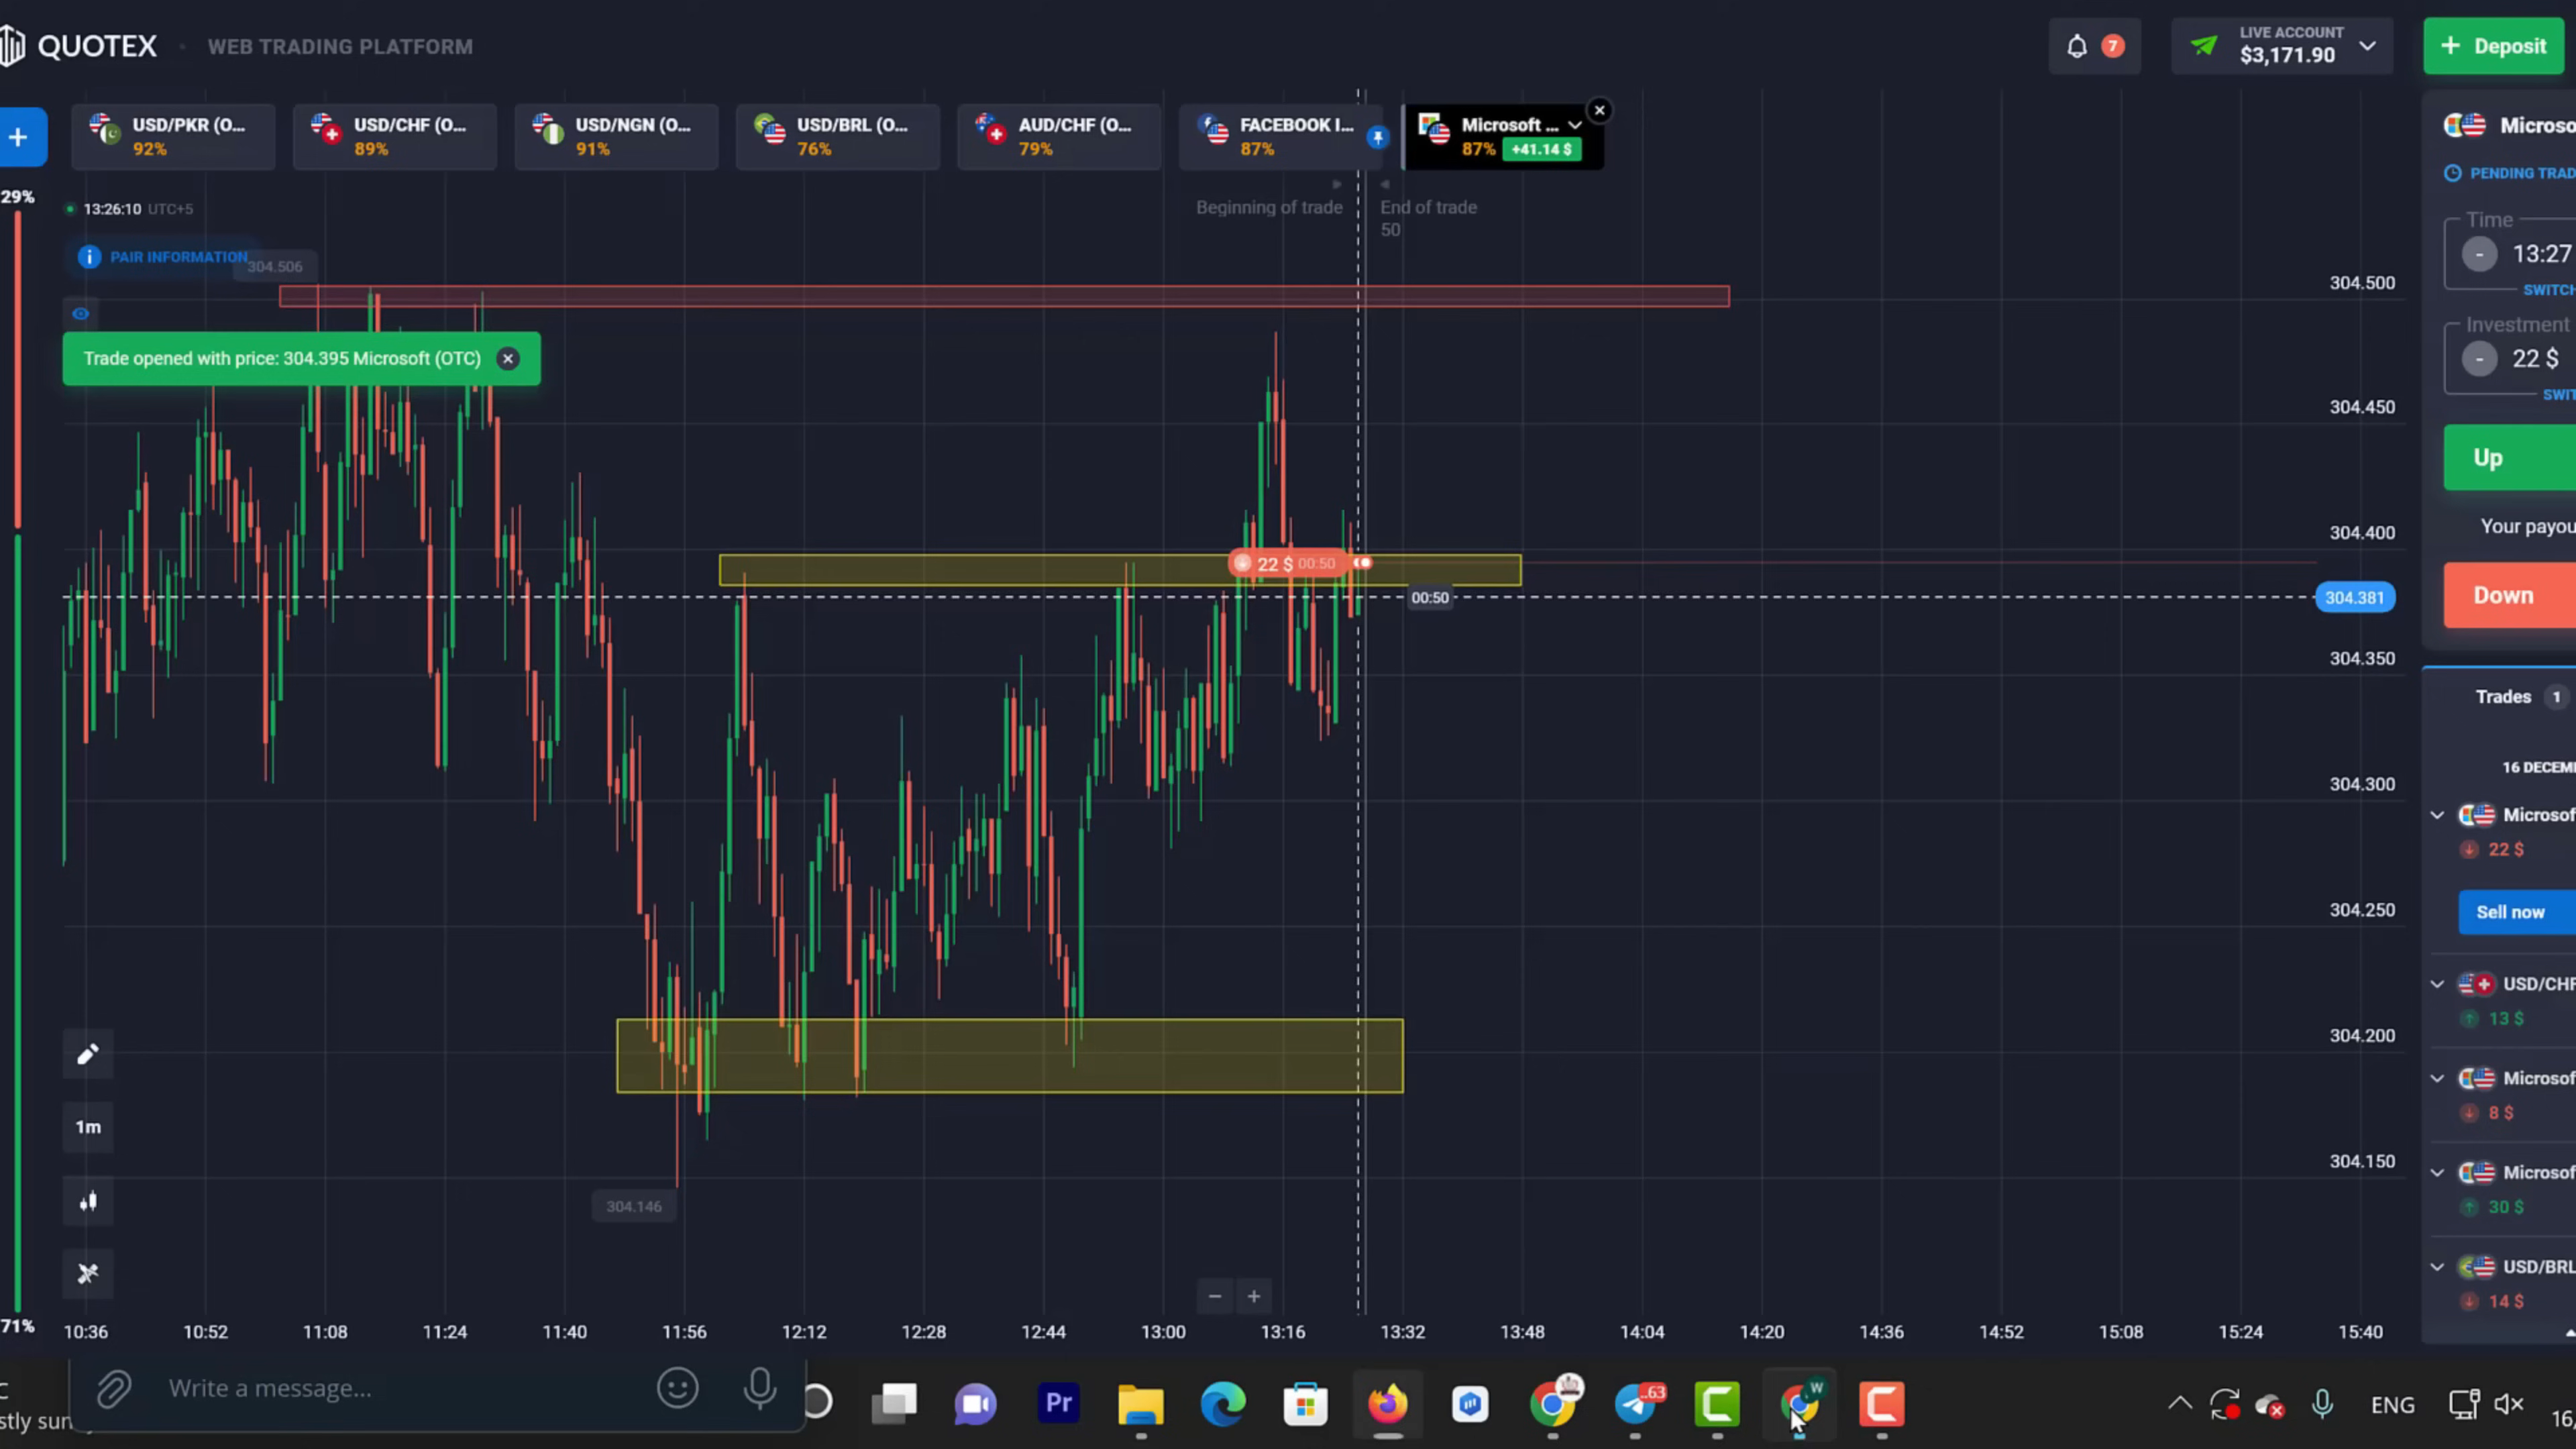 QUOTEX · WEB TRADING PLATFORM
7
LIVE ACCOUNT
$3,171.90
+ Deposit
+
USD/PKR (O...
92%
USD/CHF (O...
89%
USD/NGN (O...
91%
USD/BRL (O...
76%
AUD/CHF (O...
79%
FACEBOOK I...
87%
Microsoft ...
87% +41.14 $
29%
13:26:10 UTC+5
Beginning of trade
End of trade
50
PAIR INFORMATION
304.506
Trade opened with price: 304.395 Microsoft (OTC)
22 $ 00:50
00:50
304.500
304.450
304.400
304.381
304.350
304.300
304.250
304.200
304.150
304.146
1m
− +
71%
10:36 10:52 11:08 11:24 11:40 11:56 12:12 12:28 12:44 13:00 13:16 13:32 13:48 14:04 14:20 14:36 14:52 15:08 15:24 15:40
Microso
PENDING TRAD
Time
- 13:27
SWITCH
Investment
- 22 $
SWIT
Up
Your payou
Down
Trades 1
16 DECEM
Microsof
22 $
Sell now
USD/CHF
13 $
Microsof
8 $
Microsof
30 $
USD/BRL
14 $
Write a message...
stly sun
Pr
..63
W
ENG
16